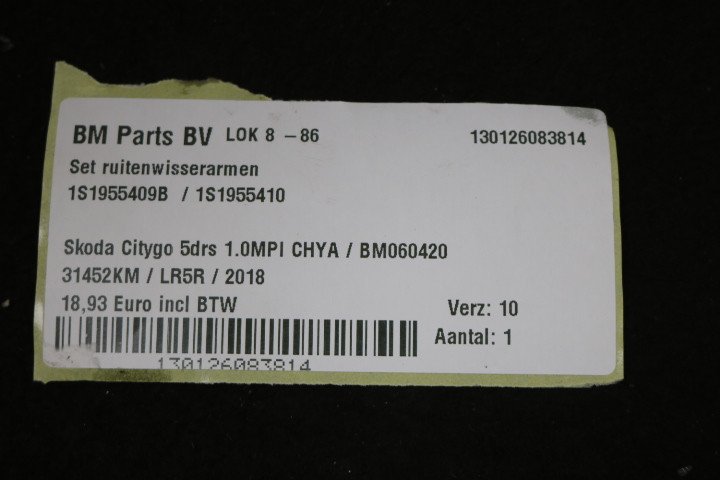 BM Parts BV LOK 8 - 86 130126083814
Set ruitenwisserarmen
1S1955409B / 1S1955410
Skoda Citygo 5drs 1.0MPI CHYA / BM060420
31452KM / LR5R / 2018
18,93 Euro incl BTW Verz: 10
Aantal: 1
130126083814